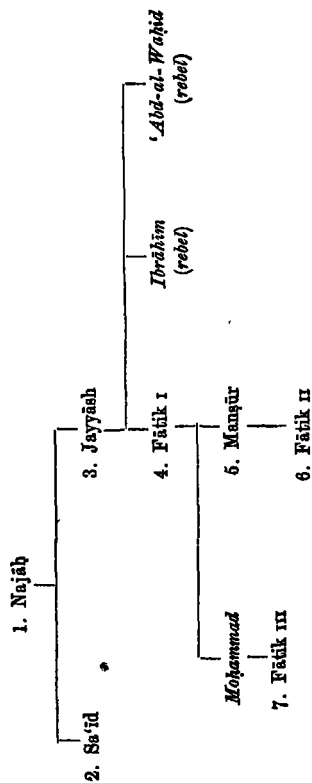 1. Najāḥ
2. Sa‘īd
3. Jayyāsh
4. Fātik I
Ibrāhīm
(rebel)
‘Abd-al-Waḥid
(rebel)
Moḥammad
5. Manṣūr
7. Fātik III
6. Fātik II